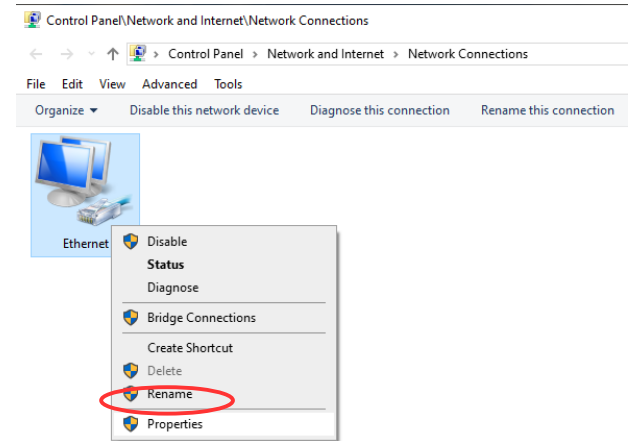 Control Panel\Network and Internet\Network Connections
Control Panel > Network and Internet > Network Connections
File Edit View Advanced Tools
Organize Disable this network device Diagnose this connection Rename this connection
Ethernet
Disable
Status
Diagnose
Bridge Connections
Create Shortcut
Delete
Rename
Properties